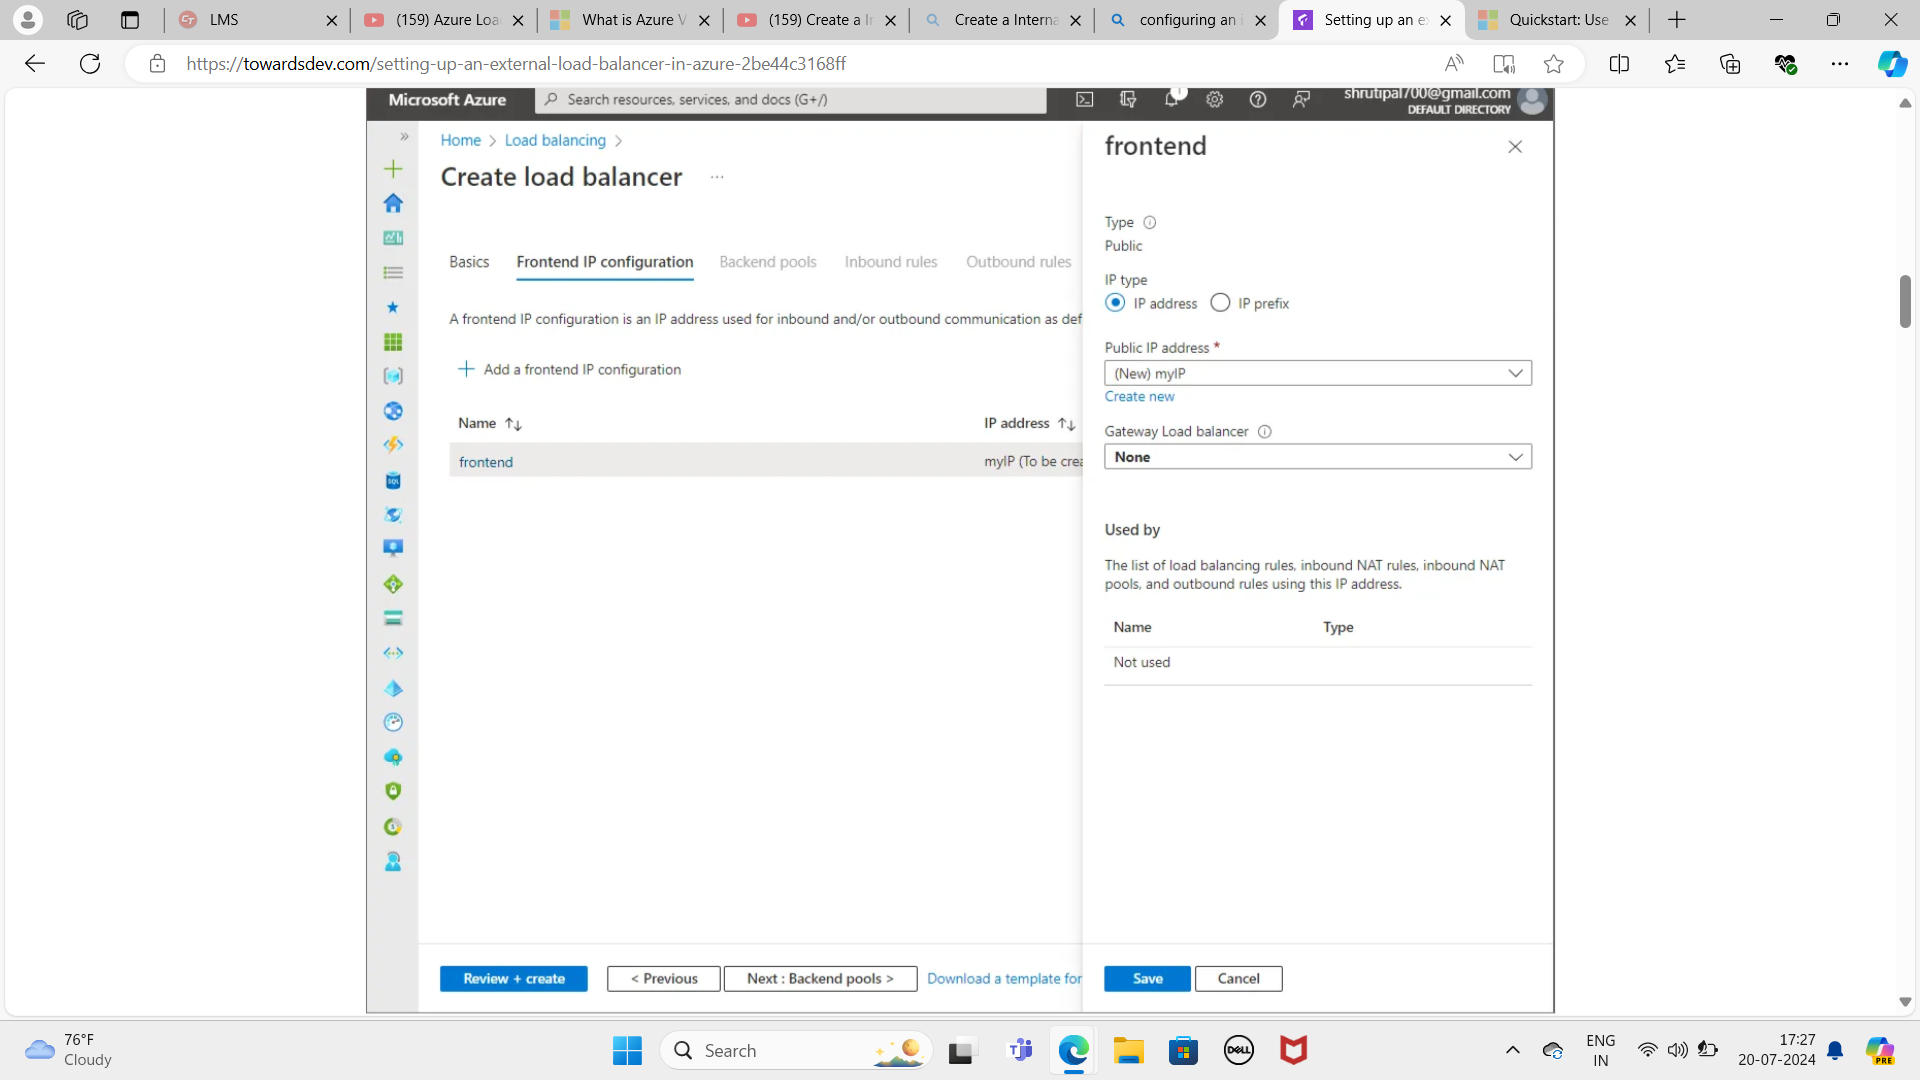 LMS
(159) Azure Loa
What is Azure V
(159) Create a In
Create a Interna
configuring an i
Setting up an ex
Quickstart: Use
https://towardsdev.com/setting-up-an-external-load-balancer-in-azure-2be44c3168ff
Microsoft Azure
Search resources, services, and docs (G+/)
1
shrutipal700@gmail.com
DEFAULT DIRECTORY
Home > Load balancing >
Create load balancer ...
Basics Frontend IP configuration Backend pools Inbound rules Outbound rules
A frontend IP configuration is an IP address used for inbound and/or outbound communication as def
+ Add a frontend IP configuration
Name ↑↓ IP address ↑↓
frontend myIP (To be crea
Review + create
< Previous
Next : Backend pools >
Download a template for
frontend
Type
Public
IP type
IP address IP prefix
Public IP address *
(New) myIP
Create new
Gateway Load balancer
None
Used by
The list of load balancing rules, inbound NAT rules, inbound NAT
pools, and outbound rules using this IP address.
Name Type
Not used
Save
Cancel
76°F
Cloudy
Search
DELL
ENG
IN
17:27
20-07-2024
PRE